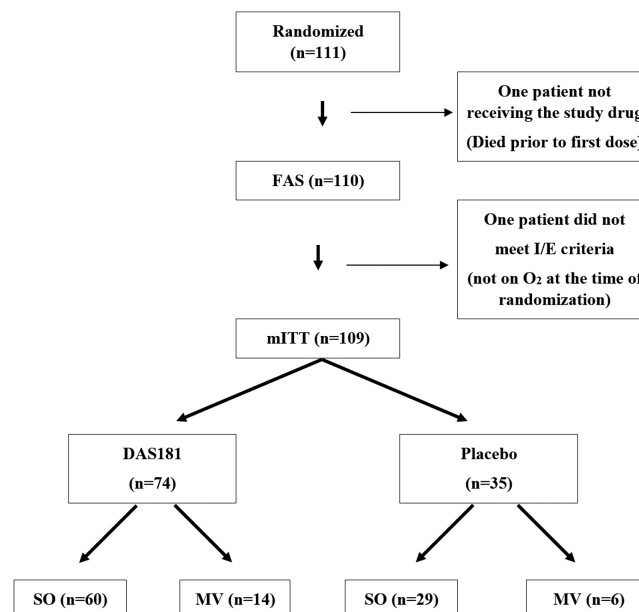 Randomized
(n=111)
One patient not
receiving the study drug
(Died prior to first dose)
FAS (n=110)
One patient did not
meet I/E criteria
(not on O₂ at the time of
randomization)
mITT (n=109)
DAS181
(n=74)
Placebo
(n=35)
SO (n=60)
MV (n=14)
SO (n=29)
MV (n=6)